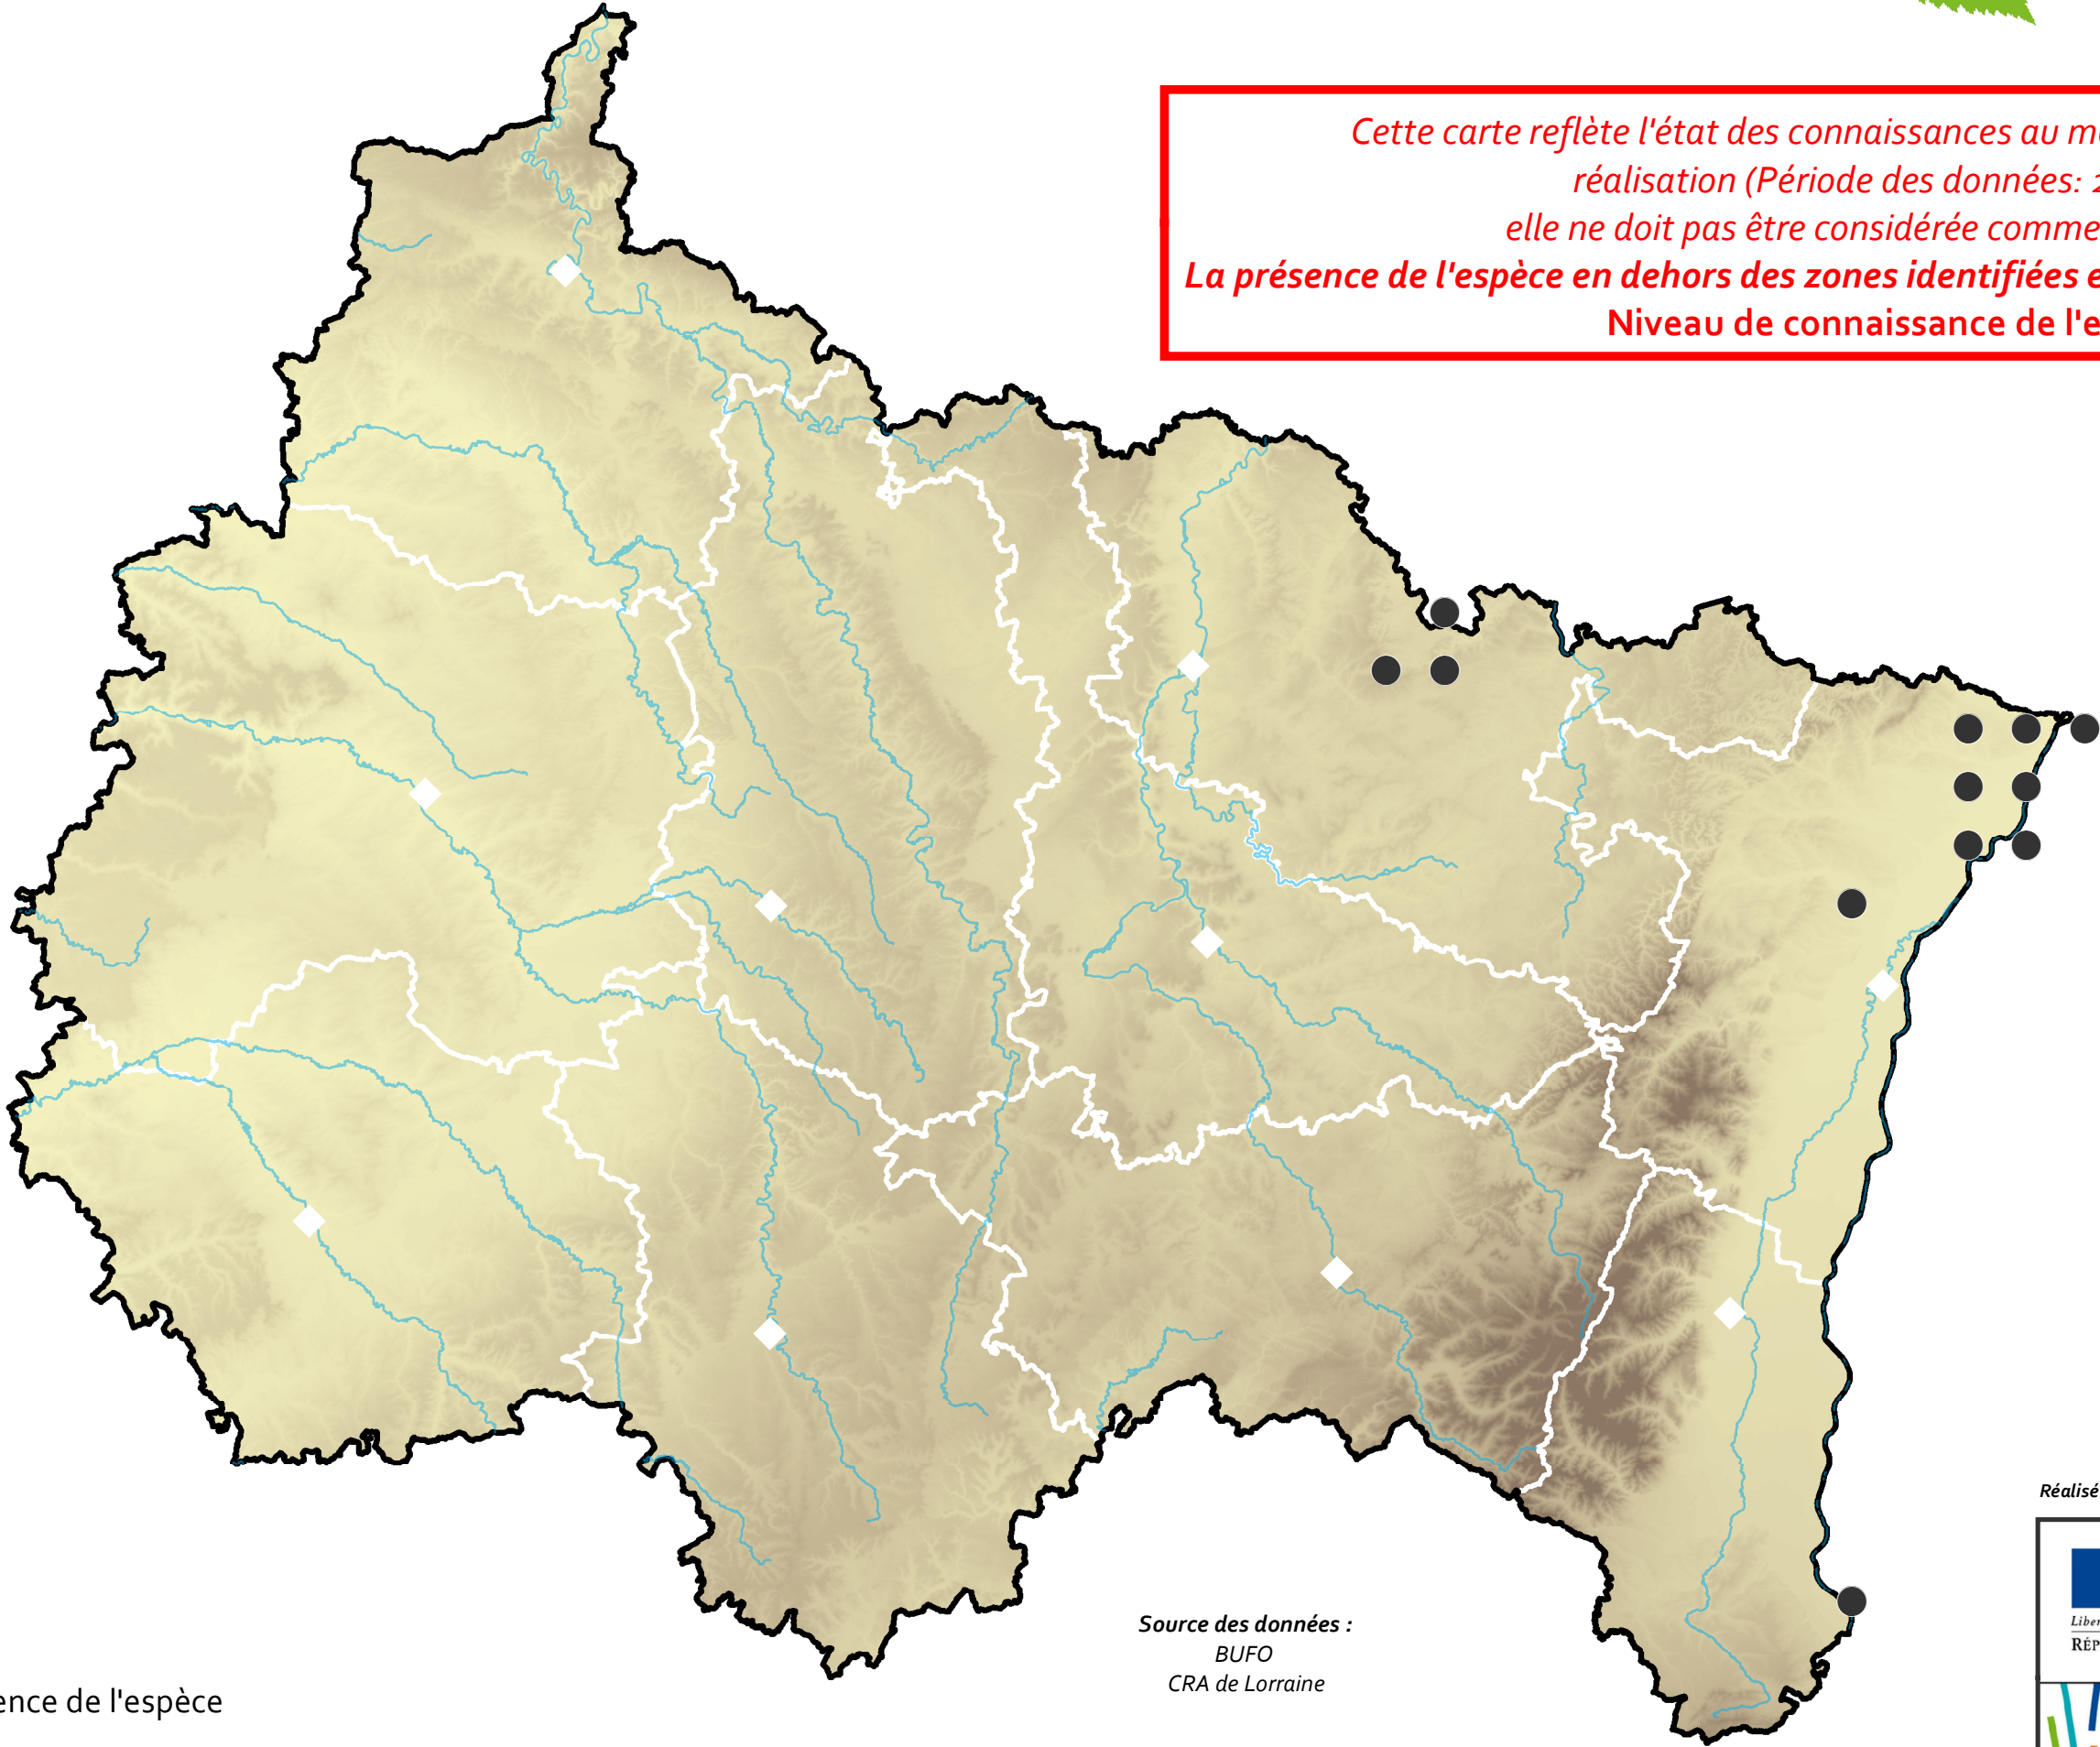 Cette carte reflète l'état des connaissances au
réalisation (Période des données:
elle ne doit pas être considérée comme
La présence de l'espèce en dehors des zones identifiées
Niveau de connaissance de
Réalisé
Source des données :
BUFO
CRA de Lorraine
de l'espèce